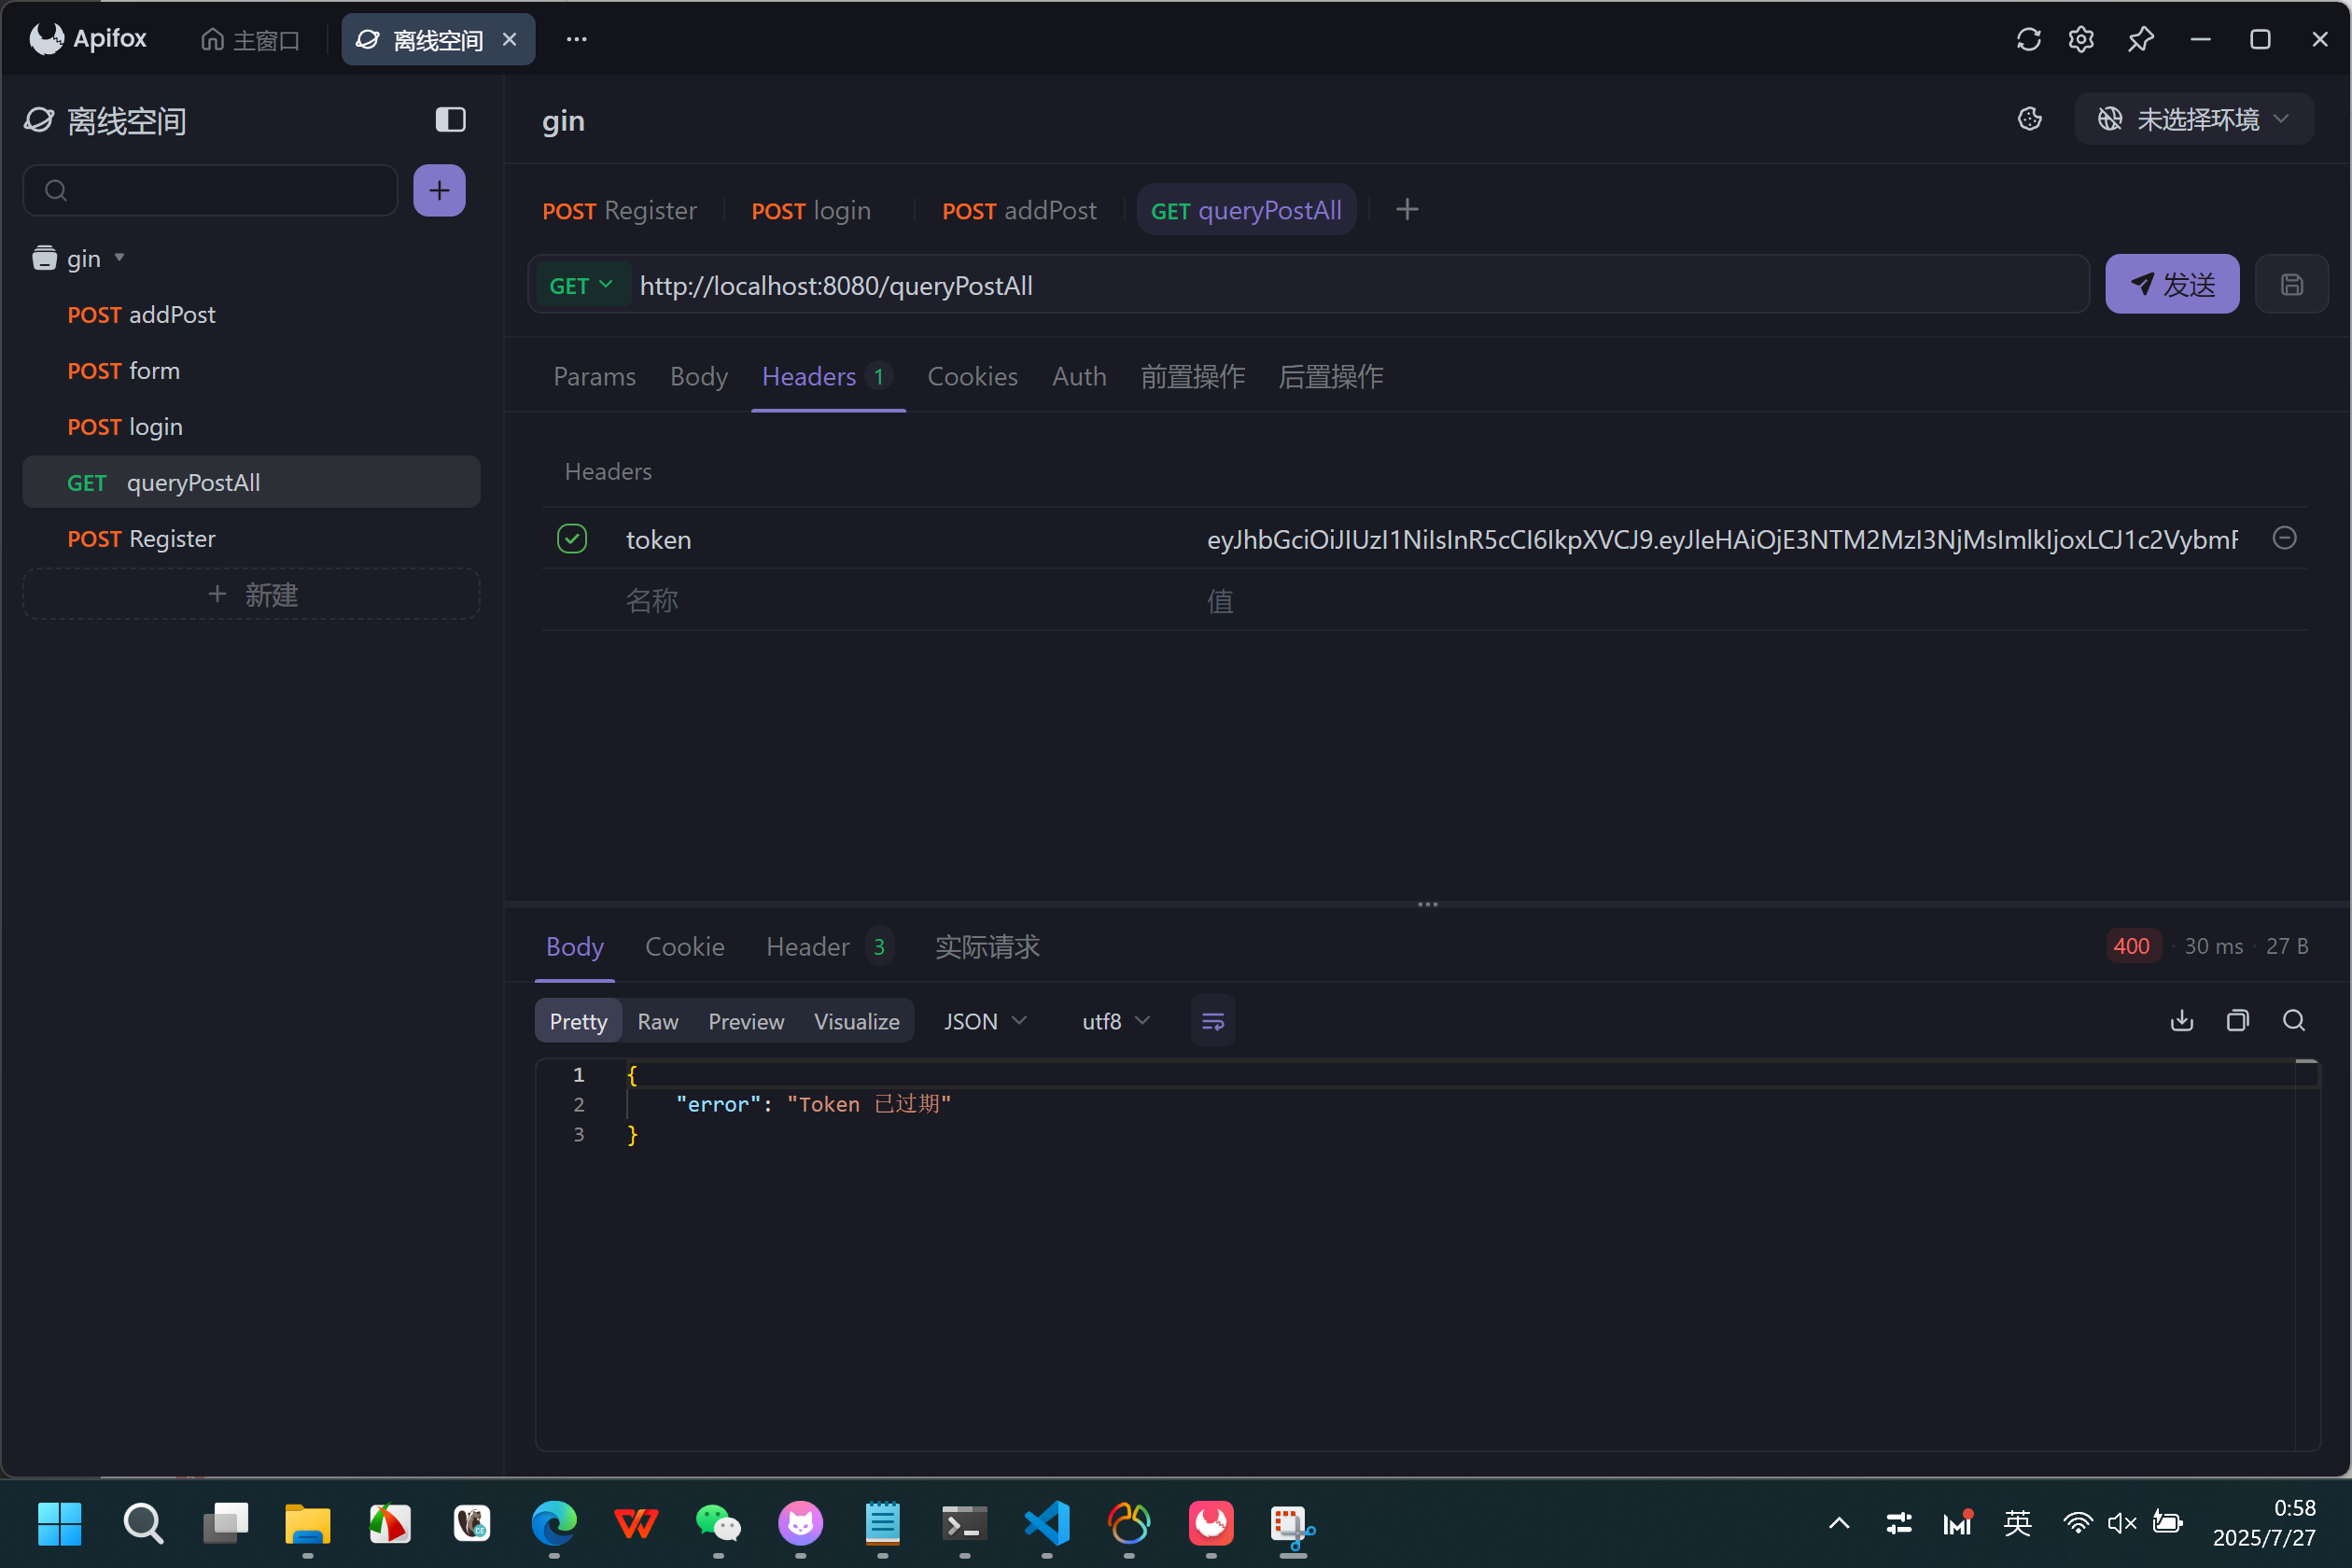 Apifox 主窗口 离线空间
离线空间
gin 未选择环境
POST Register POST login POST addPost GET queryPostAll
gin
GET http://localhost:8080/queryPostAll 发送
POST addPost
POST form
POST login
GET queryPostAll
POST Register
新建
Params Body Headers 1 Cookies Auth 前置操作 后置操作
Headers
token eyJhbGciOiJIUzI1NiIsInR5cCI6IkpXVCJ9.eyJleHAiOjE3NTM2MzI3NjMsImlkIjoxLCJ1c2VybmF
名称 值
Body Cookie Header 3 实际请求 400 · 30 ms · 27 B
Pretty Raw Preview Visualize JSON utf8
1 {
2 "error": "Token 已过期"
3 }
CE
英
0:58
2025/7/27